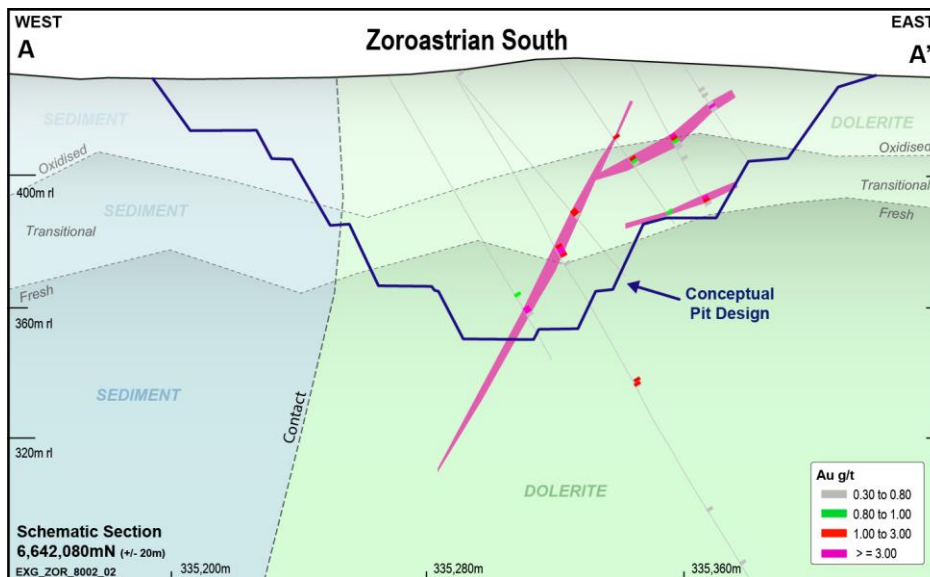 WEST
EAST
A
Zoroastrian South
A'
SEDIMENT
DOLERITE
Oxidised
Oxidised
400m rl
Transitional
SEDIMENT
Fresh
Transitional
Fresh
Conceptual
Pit Design
360m rl
SEDIMENT
Contact
320m rl
DOLERITE
Au g/t
0.30 to 0.80
0.80 to 1.00
1.00 to 3.00
> = 3.00
Schematic Section
6,642,080mN (+/- 20m)
EXG_ZOR_8002_02
335,200m
335,280m
335,360m